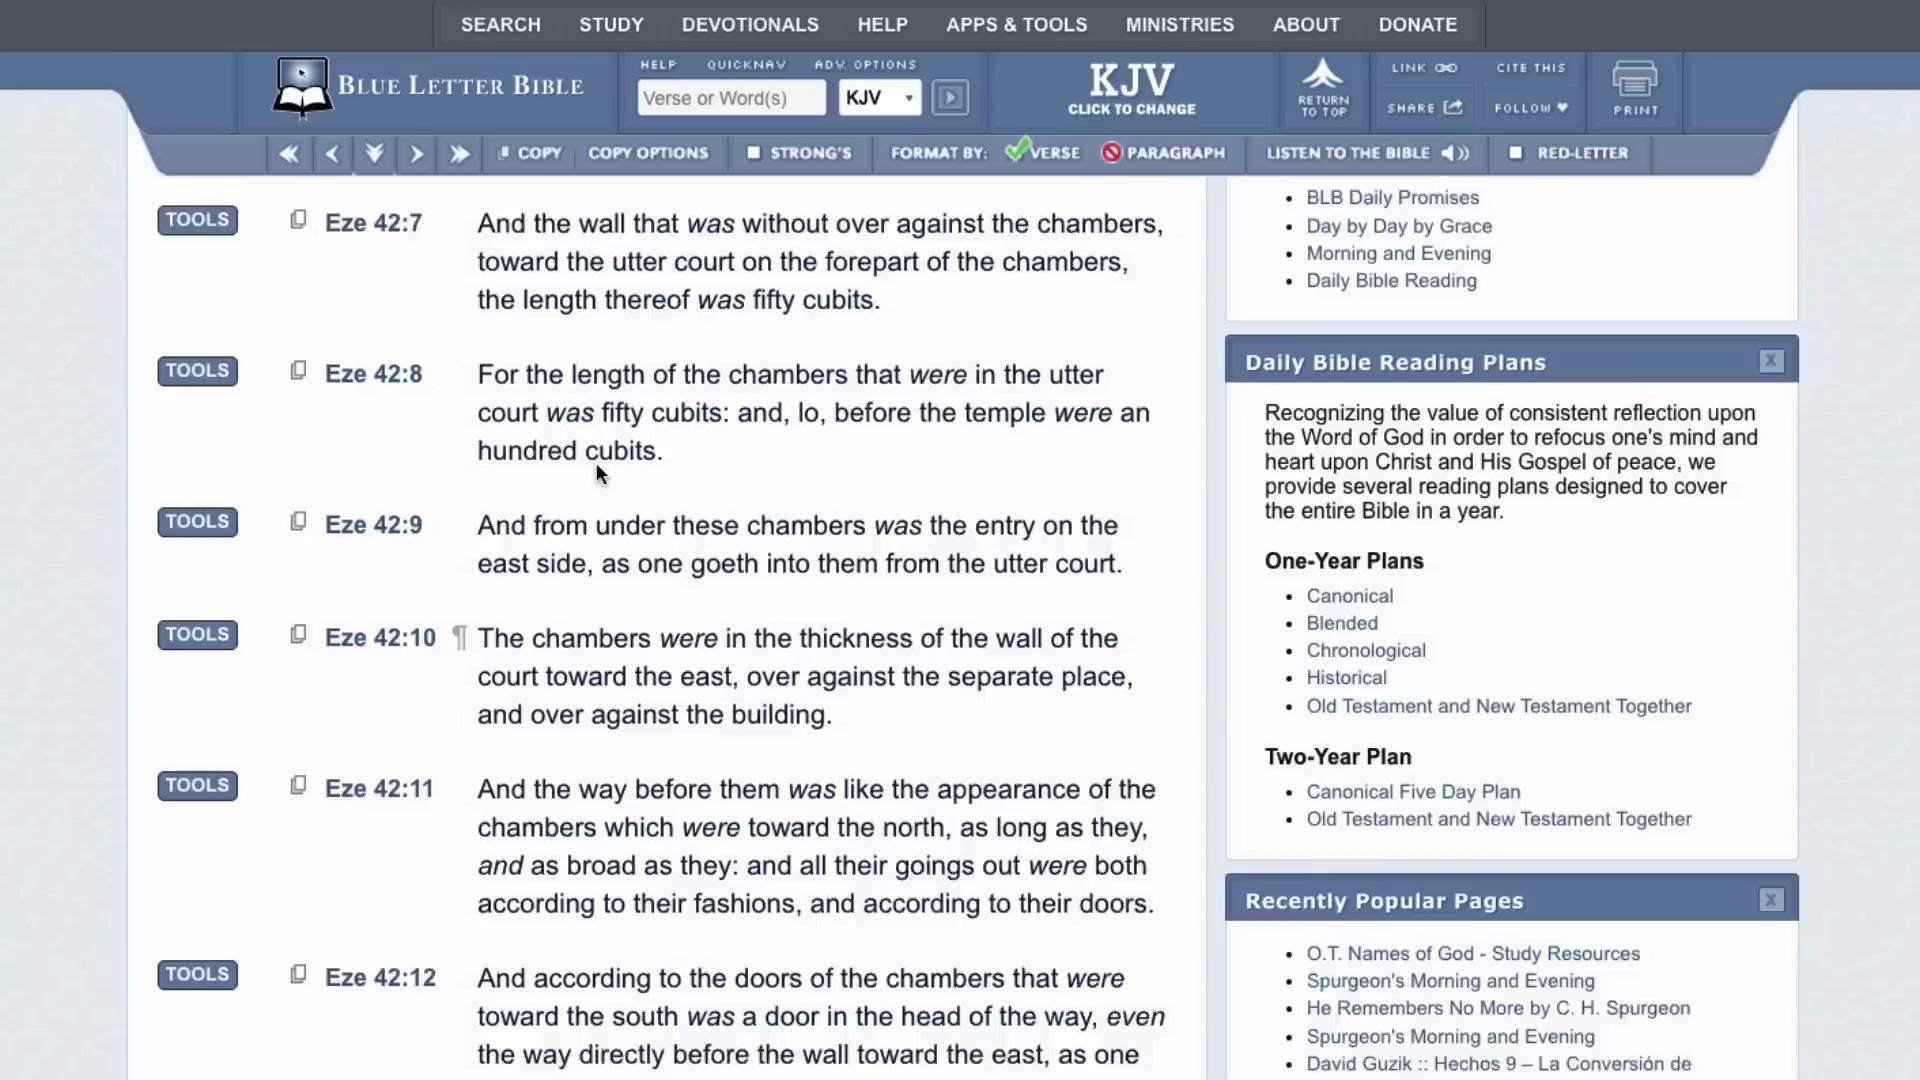 SEARCH STUDY DEVOTIONALS HELP APPS & TOOLS MINISTRIES ABOUT DONATE
BLUE LETTER BIBLE
HELP QUICKNAV ADV. OPTIONS
Verse or Word(s) KJV
KJV
CLICK TO CHANGE
RETURN
TO TOP
LINK CITE THIS
SHARE FOLLOW
PRINT
COPY COPY OPTIONS STRONG'S FORMAT BY: VERSE PARAGRAPH LISTEN TO THE BIBLE RED-LETTER
TOOLS Eze 42:7 And the wall that was without over against the chambers,
toward the utter court on the forepart of the chambers,
the length thereof was fifty cubits.
TOOLS Eze 42:8 For the length of the chambers that were in the utter
court was fifty cubits: and, lo, before the temple were an
hundred cubits.
TOOLS Eze 42:9 And from under these chambers was the entry on the
east side, as one goeth into them from the utter court.
TOOLS Eze 42:10 ¶ The chambers were in the thickness of the wall of the
court toward the east, over against the separate place,
and over against the building.
TOOLS Eze 42:11 And the way before them was like the appearance of the
chambers which were toward the north, as long as they,
and as broad as they: and all their goings out were both
according to their fashions, and according to their doors.
TOOLS Eze 42:12 And according to the doors of the chambers that were
toward the south was a door in the head of the way, even
the way directly before the wall toward the east, as one
BLB Daily Promises
Day by Day by Grace
Morning and Evening
Daily Bible Reading
Daily Bible Reading Plans X
Recognizing the value of consistent reflection upon
the Word of God in order to refocus one's mind and
heart upon Christ and His Gospel of peace, we
provide several reading plans designed to cover
the entire Bible in a year.
One-Year Plans
Canonical
Blended
Chronological
Historical
Old Testament and New Testament Together
Two-Year Plan
Canonical Five Day Plan
Old Testament and New Testament Together
Recently Popular Pages X
O.T. Names of God - Study Resources
Spurgeon's Morning and Evening
He Remembers No More by C. H. Spurgeon
Spurgeon's Morning and Evening
David Guzik :: Hechos 9 – La Conversión de